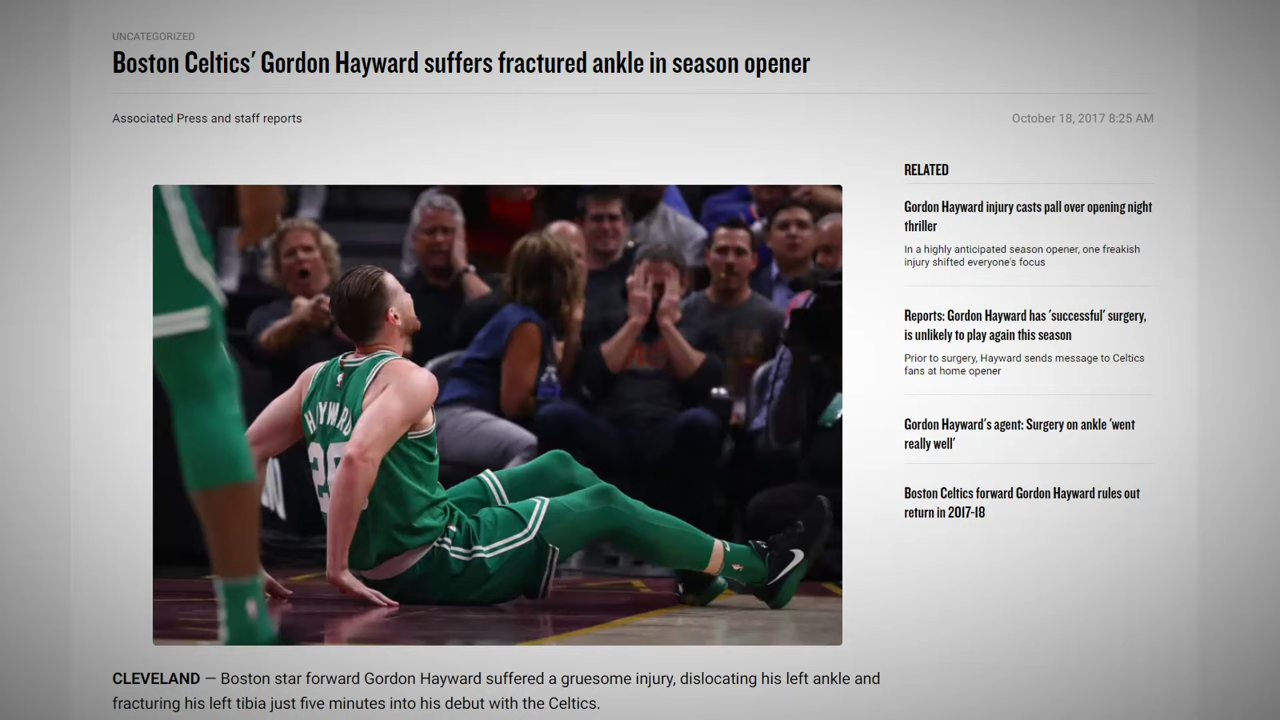 UNCATEGORIZED
Boston Celtics' Gordon Hayward suffers fractured ankle in season opener
Associated Press and staff reports
October 18, 2017 8:25 AM
RELATED
Gordon Hayward injury casts pall over opening night
thriller
In a highly anticipated season opener, one freakish
injury shifted everyone's focus
Reports: Gordon Hayward has 'successful' surgery,
is unlikely to play again this season
Prior to surgery, Hayward sends message to Celtics
fans at home opener
Gordon Hayward's agent: Surgery on ankle 'went
really well'
Boston Celtics forward Gordon Hayward rules out
return in 2017-18
HAYWARD
CLEVELAND — Boston star forward Gordon Hayward suffered a gruesome injury, dislocating his left ankle and
fracturing his left tibia just five minutes into his debut with the Celtics.